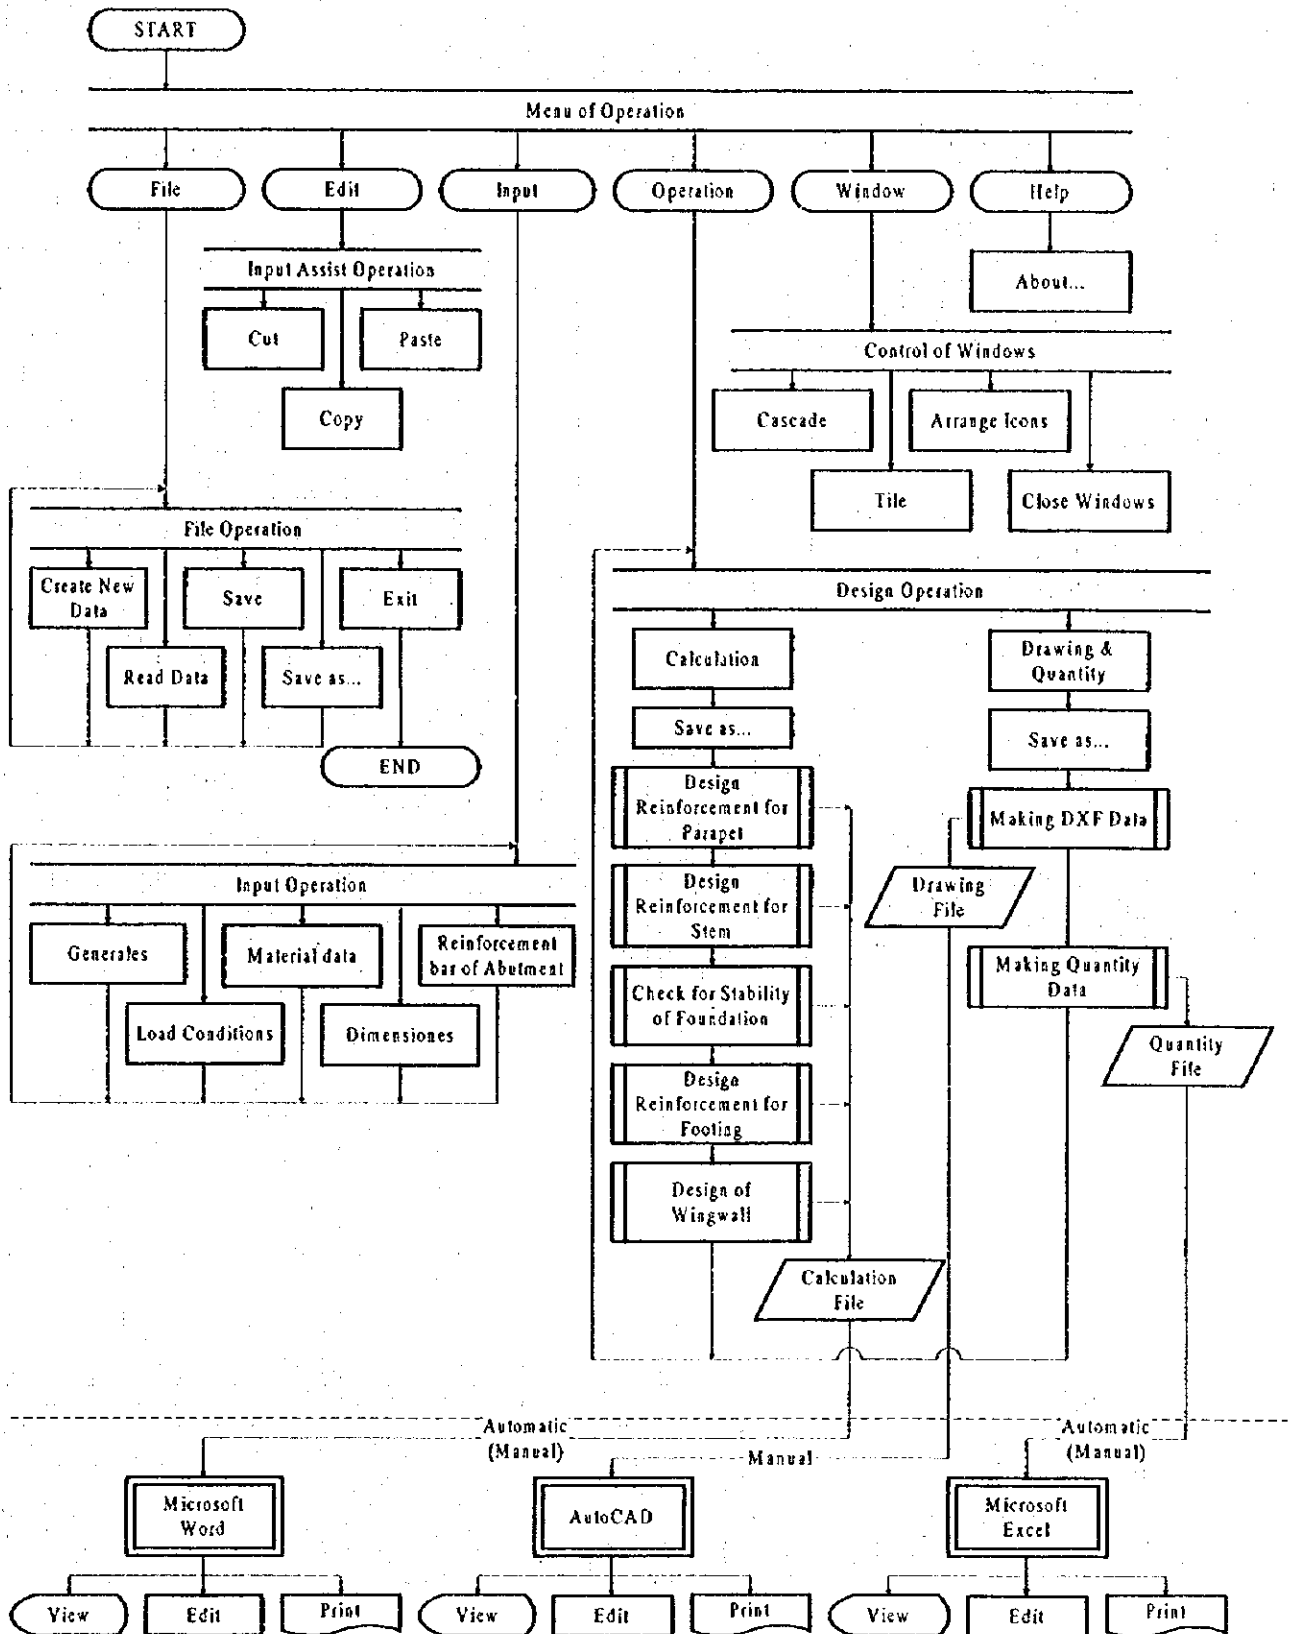 START
Menu of Operation
File
Edit
Input
Operation
Window
Help
Input Assist Operation
About...
Cut
Paste
Control of Windows
Copy
Cascade
Arrange Icons
Tile
Close Windows
File Operation
Create New
Data
Save
Exit
Design Operation
Read Data
Save as...
Calculation
Drawing &
Quantity
Save as...
Save as...
END
Design
Reinforcement for
Parapet
Making DXF Data
Input Operation
Design
Reinforcement for
Stem
Drawing
File
Generales
Material data
Reinforcement
bar of Abutment
Making Quantity
Data
Load Conditions
Dimensiones
Check for Stability
of Foundation
Quantity
File
Design
Reinforcement for
Footing
Design of
Wingwall
Calculation
File
Automatic
(Manual)
Manual
Automatic
(Manual)
Microsoft
Word
AutoCAD
Microsoft
Excel
View
Edit
Print
View
Edit
Print
View
Edit
Print